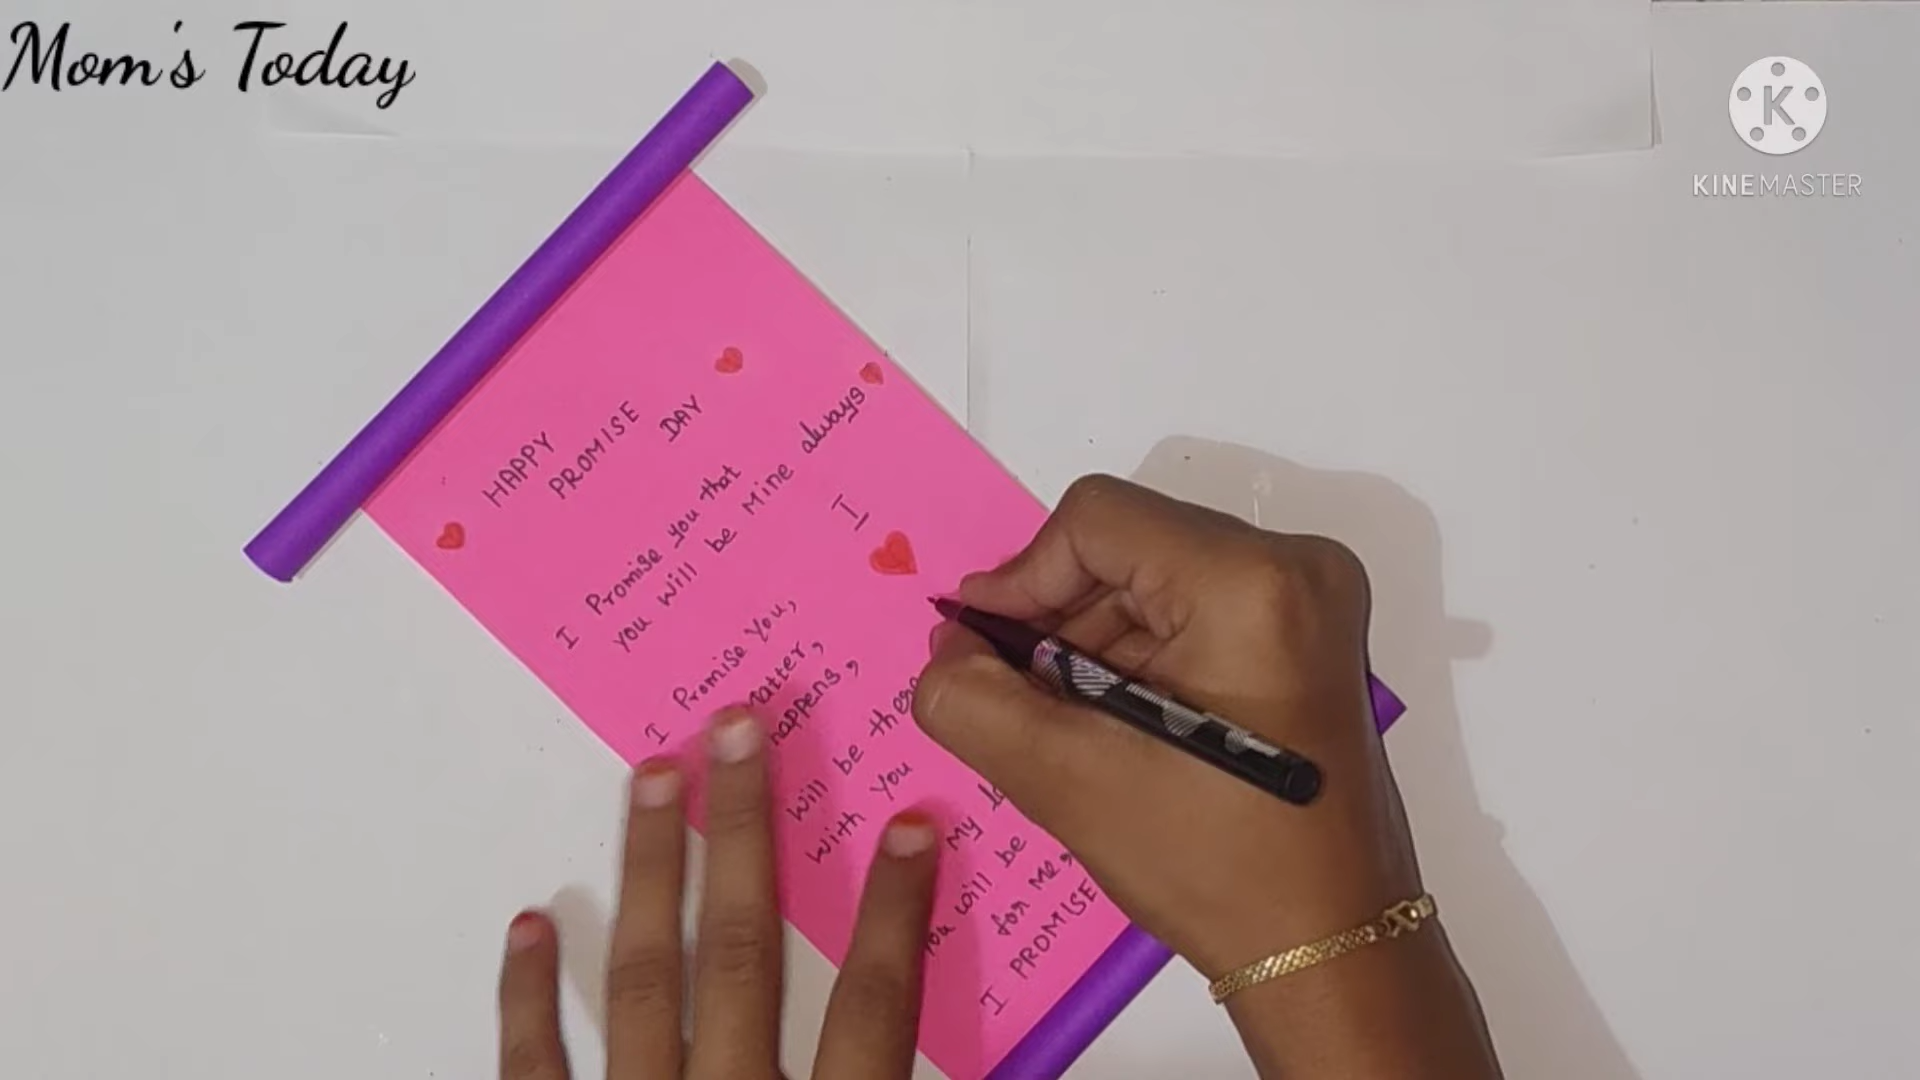 Mom's Today
KINEMASTER
HAPPY
PROMISE
DAY
I Promise you that
you will be Mine always
I
I Promise You,
happens,
will be there
with you
My
you will be
for me,
I PROMISE